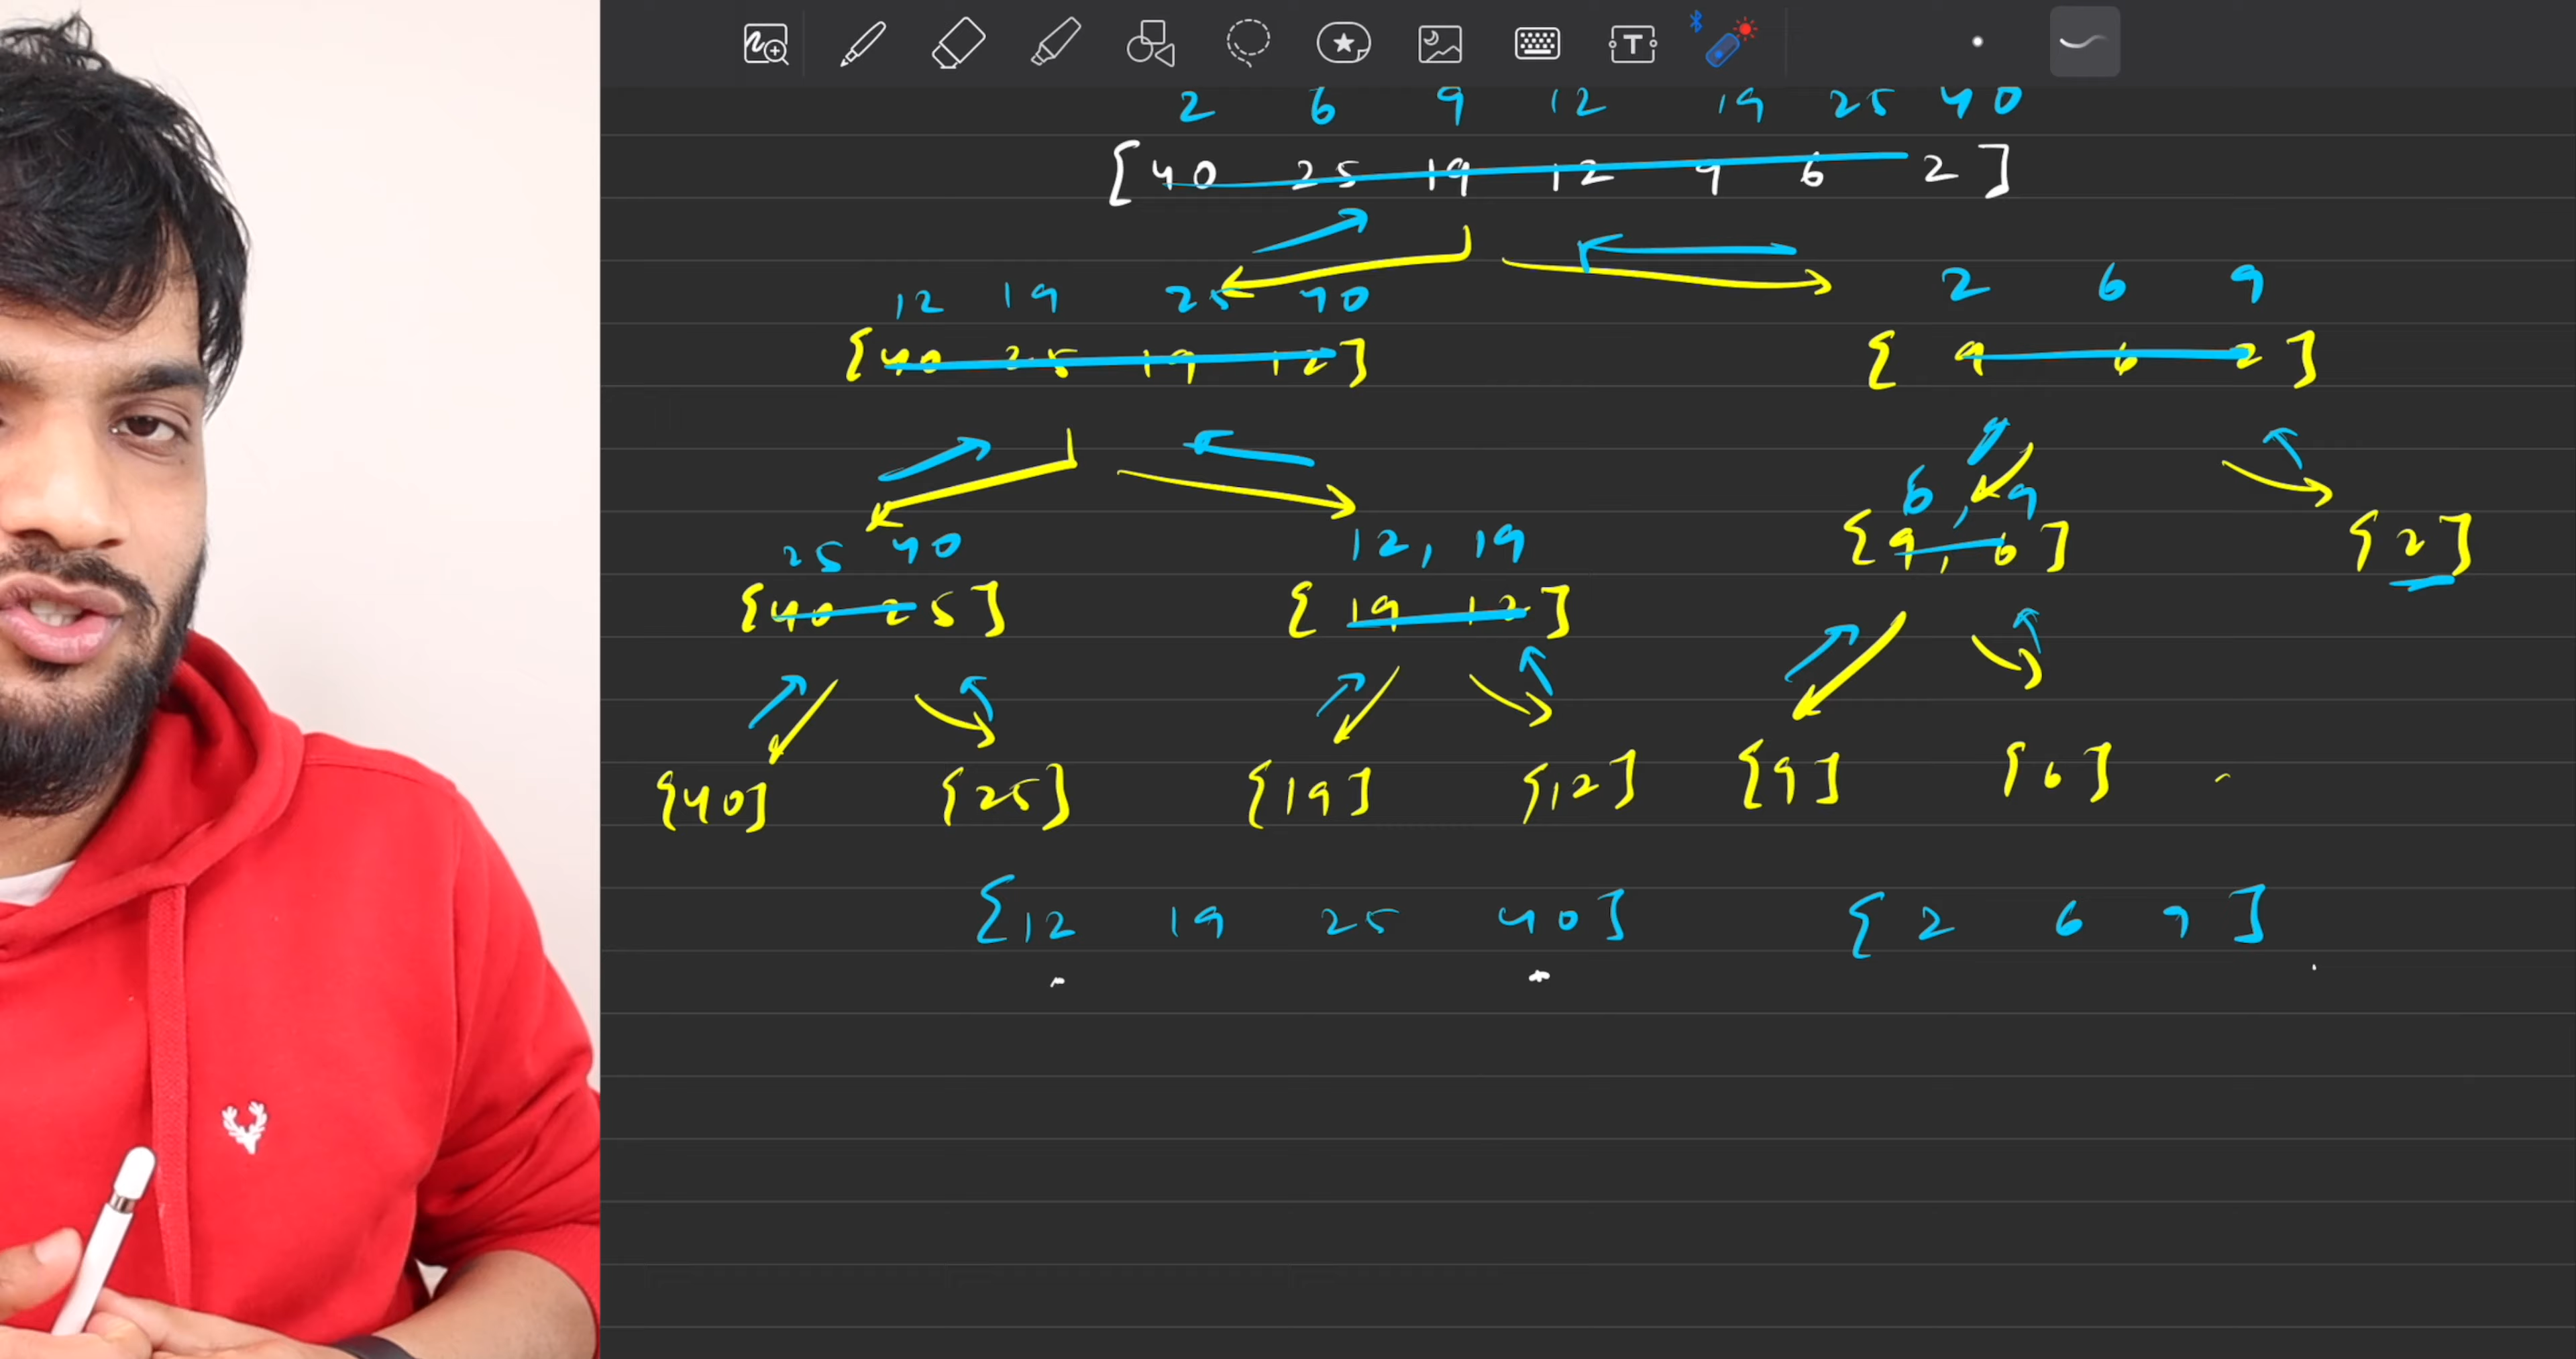 2 6 9 12 19 25 40
[40 25 19 12 9 6 2]
12 19 25 40
[40 25 19 12]
2 6 9
[9 6 2]
25 40
[40 25]
12, 19
[19 12]
6, 9
[9, 6]
[2]
[40] [25] [19] [12] [9] [6]
[12 19 25 40] [2 6 9]